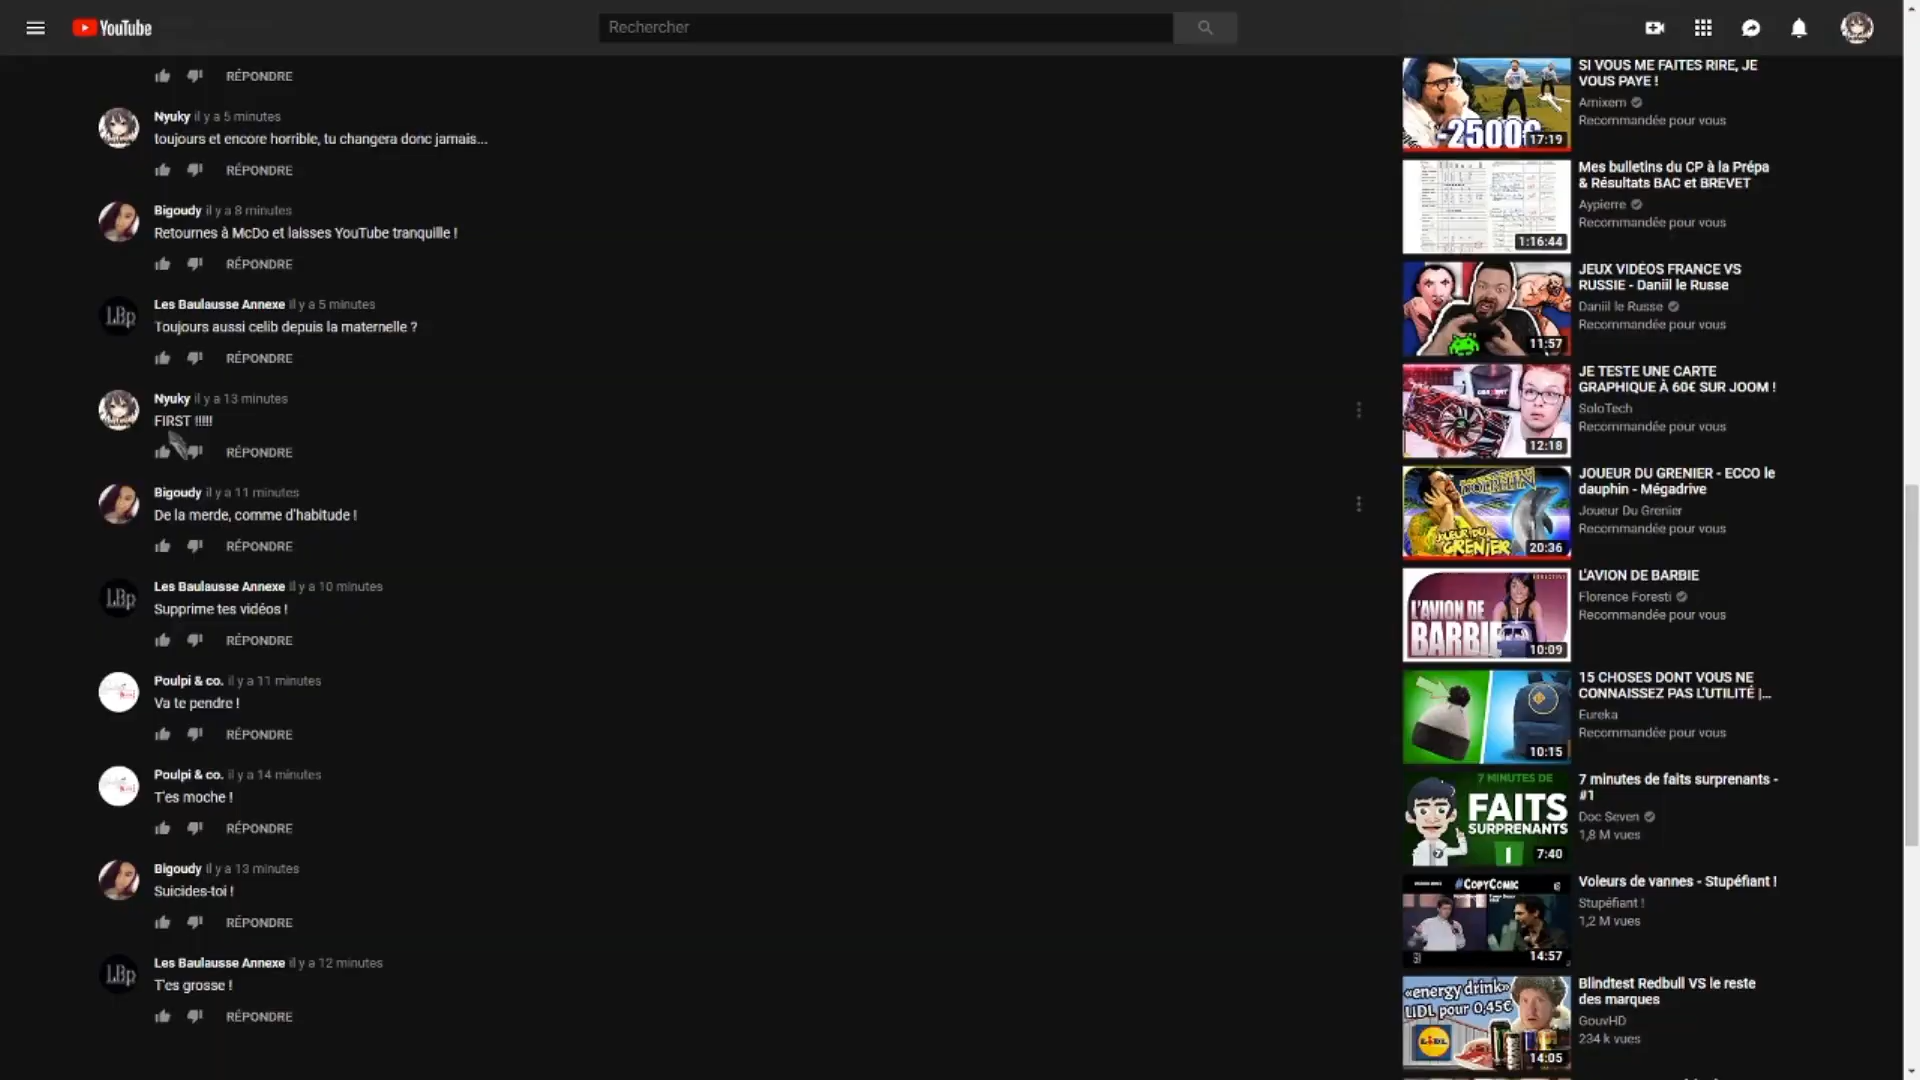 YouTube
Rechercher
RÉPONDRE
Nyuky il y a 5 minutes
toujours et encore horrible, tu changera donc jamais...
RÉPONDRE
Bigoudy il y a 8 minutes
Retournes à McDo et laisses YouTube tranquille !
RÉPONDRE
Les Baulausse Annexe il y a 5 minutes
Toujours aussi celib depuis la maternelle ?
RÉPONDRE
Nyuky il y a 13 minutes
FIRST !!!!!
RÉPONDRE
Bigoudy il y a 11 minutes
De la merde, comme d'habitude !
RÉPONDRE
Les Baulausse Annexe il y a 10 minutes
Supprime tes vidéos !
RÉPONDRE
Poulpi & co. il y a 11 minutes
Va te pendre !
RÉPONDRE
Poulpi & co. il y a 14 minutes
T'es moche !
RÉPONDRE
Bigoudy il y a 13 minutes
Suicides-toi !
RÉPONDRE
Les Baulausse Annexe il y a 12 minutes
T'es grosse !
RÉPONDRE
LBp
LBp
LBp
-2500€
17:19
SI VOUS ME FAITES RIRE, JE
VOUS PAYE !
Amixem
Recommandée pour vous
1:16:44
Mes bulletins du CP à la Prépa
& Résultats BAC et BREVET
Aypierre
Recommandée pour vous
11:57
JEUX VIDÉOS FRANCE VS
RUSSIE - Daniil le Russe
Daniil le Russe
Recommandée pour vous
12:18
JE TESTE UNE CARTE
GRAPHIQUE À 60€ SUR JOOM !
SoloTech
Recommandée pour vous
JOUEUR DU
GRENIER
20:36
JOUEUR DU GRENIER - ECCO le
dauphin - Mégadrive
Joueur Du Grenier
Recommandée pour vous
L'AVION DE
BARBIE
10:09
L'AVION DE BARBIE
Florence Foresti
Recommandée pour vous
10:15
15 CHOSES DONT VOUS NE
CONNAISSEZ PAS L'UTILITÉ |...
Eureka
Recommandée pour vous
7 MINUTES DE
FAITS
SURPRENANTS
7:40
7 minutes de faits surprenants -
#1
Doc Seven
1,8 M vues
#COPYCOMIC
14:57
Voleurs de vannes - Stupéfiant !
Stupéfiant !
1,2 M vues
«energy drink»
LIDL pour 0,45€
LiDL
14:05
Blindtest Redbull VS le reste
des marques
GouvHD
234 k vues